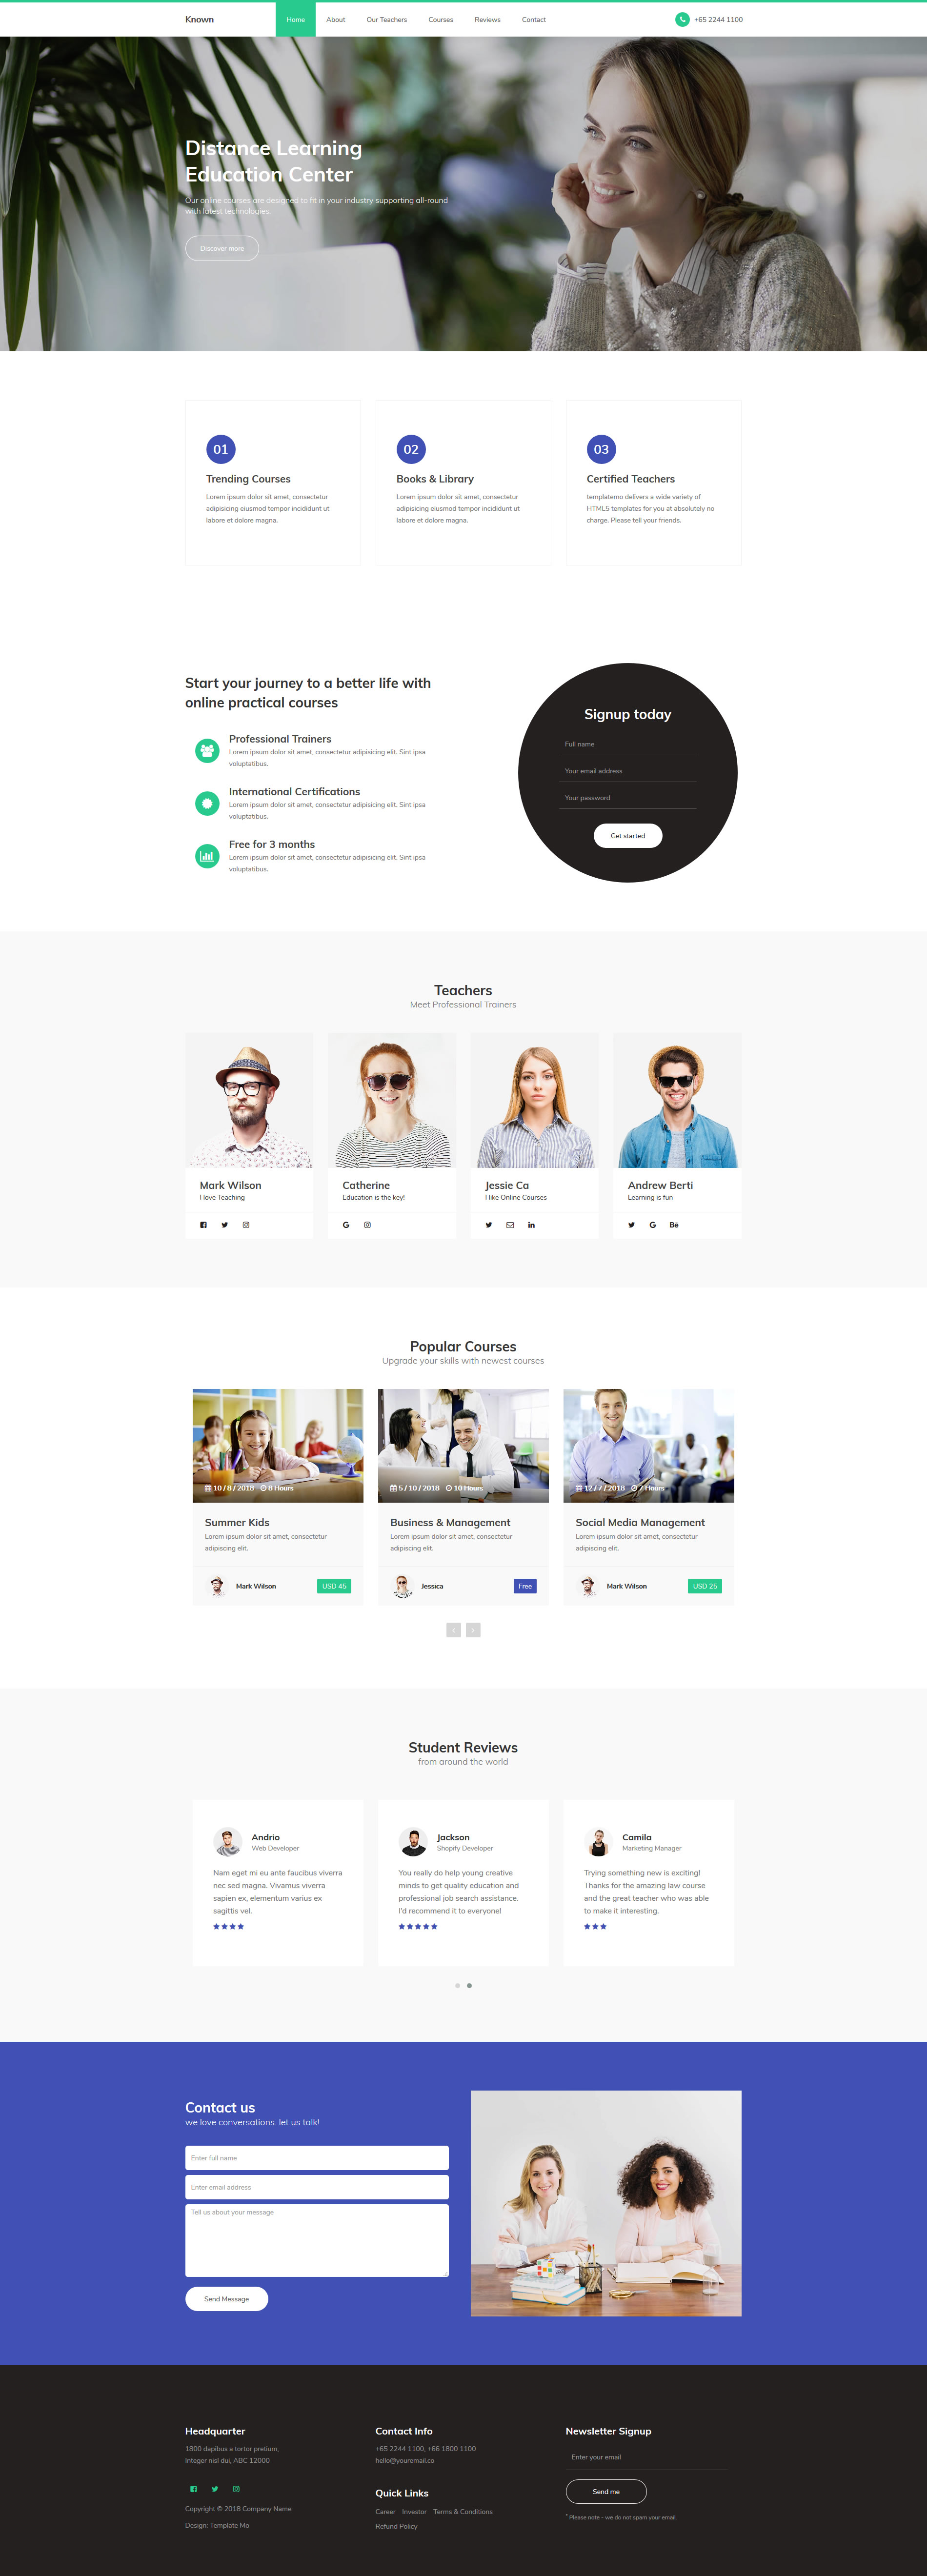 Known
Home
About
Our Teachers
Courses
Reviews
Contact
+65 2244 1100
Distance Learning
Education Center
Our online courses are designed to fit in your industry supporting all-round
with latest technologies.
Discover more
01
Trending Courses
Lorem ipsum dolor sit amet, consectetur
adipisicing eiusmod tempor incididunt ut
labore et dolore magna.
02
Books & Library
Lorem ipsum dolor sit amet, consectetur
adipisicing eiusmod tempor incididunt ut
labore et dolore magna.
03
Certified Teachers
templatemo delivers a wide variety of
HTML5 templates for you at absolutely no
charge. Please tell your friends.
Start your journey to a better life with
online practical courses
Professional Trainers
Lorem ipsum dolor sit amet, consectetur adipisicing elit. Sint ipsa
voluptatibus.
International Certifications
Lorem ipsum dolor sit amet, consectetur adipisicing elit. Sint ipsa
voluptatibus.
Free for 3 months
Lorem ipsum dolor sit amet, consectetur adipisicing elit. Sint ipsa
voluptatibus.
Signup today
Full name
Your email address
Your password
Get started
Teachers
Meet Professional Trainers
Mark Wilson
I love Teaching
Catherine
Education is the key!
Jessie Ca
I like Online Courses
Andrew Berti
Learning is fun
Popular Courses
Upgrade your skills with newest courses
10 / 8 / 2018 8 Hours
Summer Kids
Lorem ipsum dolor sit amet, consectetur
adipiscing elit.
Mark Wilson
USD 45
5 / 10 / 2018 10 Hours
Business & Management
Lorem ipsum dolor sit amet, consectetur
adipiscing elit.
Jessica
Free
12 / 7 / 2018 7 Hours
Social Media Management
Lorem ipsum dolor sit amet, consectetur
adipiscing elit.
Mark Wilson
USD 25
Student Reviews
from around the world
Andrio
Web Developer
Nam eget mi eu ante faucibus viverra
nec sed magna. Vivamus viverra
sapien ex, elementum varius ex
sagittis vel.
Jackson
Shopify Developer
You really do help young creative
minds to get quality education and
professional job search assistance.
I'd recommend it to everyone!
Camila
Marketing Manager
Trying something new is exciting!
Thanks for the amazing law course
and the great teacher who was able
to make it interesting.
Contact us
we love conversations. let us talk!
Enter full name
Enter email address
Tell us about your message
Send Message
Headquarter
1800 dapibus a tortor pretium,
Integer nisl dui, ABC 12000
Copyright © 2018 Company Name
Design: Template Mo
Contact Info
+65 2244 1100, +66 1800 1100
hello@youremail.co
Quick Links
Career Investor Terms & Conditions
Refund Policy
Newsletter Signup
Enter your email
Send me
* Please note - we do not spam your email.